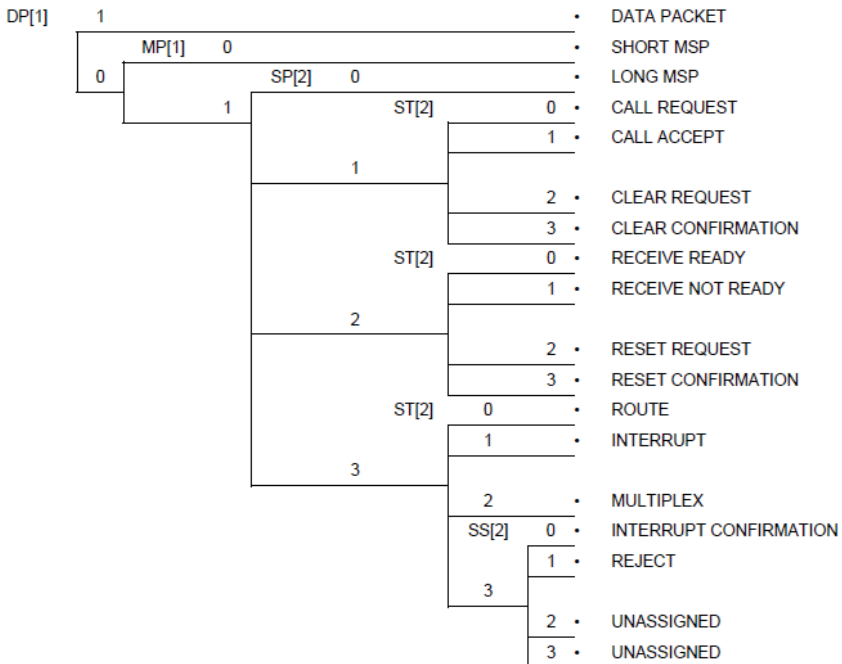 DP[1] 1 • DATA PACKET
MP[1] 0 • SHORT MSP
0 SP[2] 0 • LONG MSP
1 ST[2] 0 • CALL REQUEST
1 • CALL ACCEPT
1
2 • CLEAR REQUEST
3 • CLEAR CONFIRMATION
ST[2] 0 • RECEIVE READY
1 • RECEIVE NOT READY
2
2 • RESET REQUEST
3 • RESET CONFIRMATION
ST[2] 0 • ROUTE
1 • INTERRUPT
3
2 • MULTIPLEX
SS[2] 0 • INTERRUPT CONFIRMATION
1 • REJECT
3
2 • UNASSIGNED
3 • UNASSIGNED